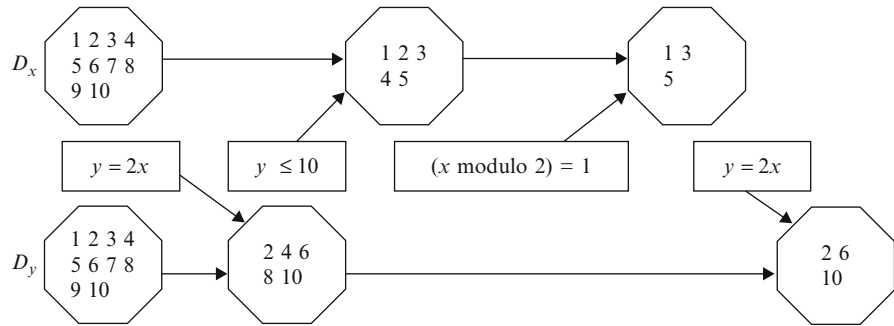 1 2 3 4
5 6 7 8
9 10
Dx
1 2 3
4 5
1 3
5
y = 2x
y ≤ 10
(x modulo 2) = 1
y = 2x
1 2 3 4
5 6 7 8
9 10
Dy
2 4 6
8 10
2 6
10